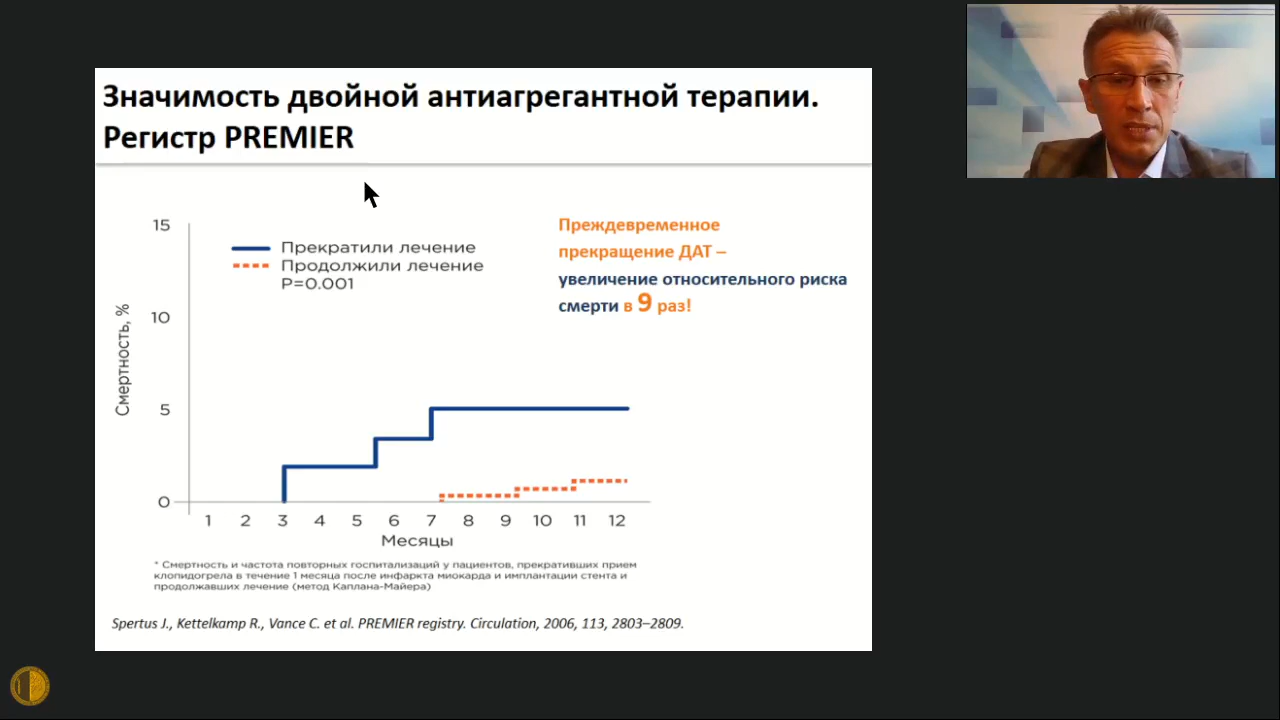 Значимость двойной антиагрегантной терапии.
Регистр PREMIER
15
10
5
0
Смертность, %
Прекратили лечение
Продолжили лечение
P=0.001
Преждевременное
прекращение ДАТ –
увеличение относительного риска
смерти в 9 раз!
1 2 3 4 5 6 7 8 9 10 11 12
Месяцы
* Смертность и частота повторных госпитализаций у пациентов, прекративших прием
клопидогрела в течение 1 месяца после инфаркта миокарда и имплантации стента и
продолжавших лечение (метод Каплана-Майера)
Spertus J., Kettelkamp R., Vance C. et al. PREMIER registry. Circulation, 2006, 113, 2803–2809.